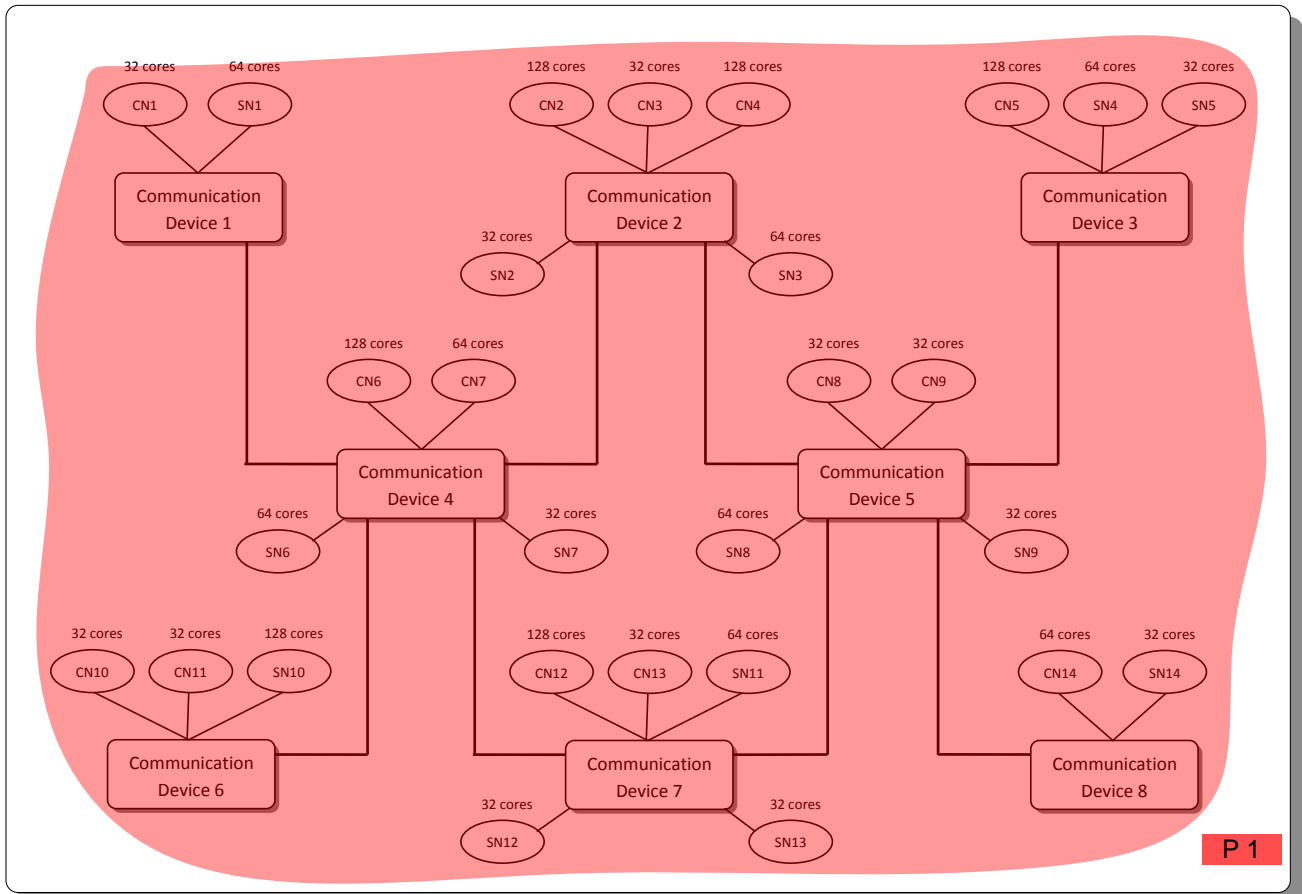 32 cores 64 cores 128 cores 32 cores 128 cores 128 cores 64 cores 32 cores
CN1 SN1 CN2 CN3 CN4 CN5 SN4 SN5
Communication Communication Communication
Device 1 Device 2 Device 3
32 cores 64 cores
SN2 SN3
128 cores 64 cores 32 cores 32 cores
CN6 CN7 CN8 CN9
Communication Communication
Device 4 Device 5
64 cores 32 cores 64 cores 32 cores
SN6 SN7 SN8 SN9
32 cores 32 cores 128 cores 128 cores 32 cores 64 cores 64 cores 32 cores
CN10 CN11 SN10 CN12 CN13 SN11 CN14 SN14
Communication Communication Communication
Device 6 Device 7 Device 8
32 cores 32 cores
SN12 SN13
P 1